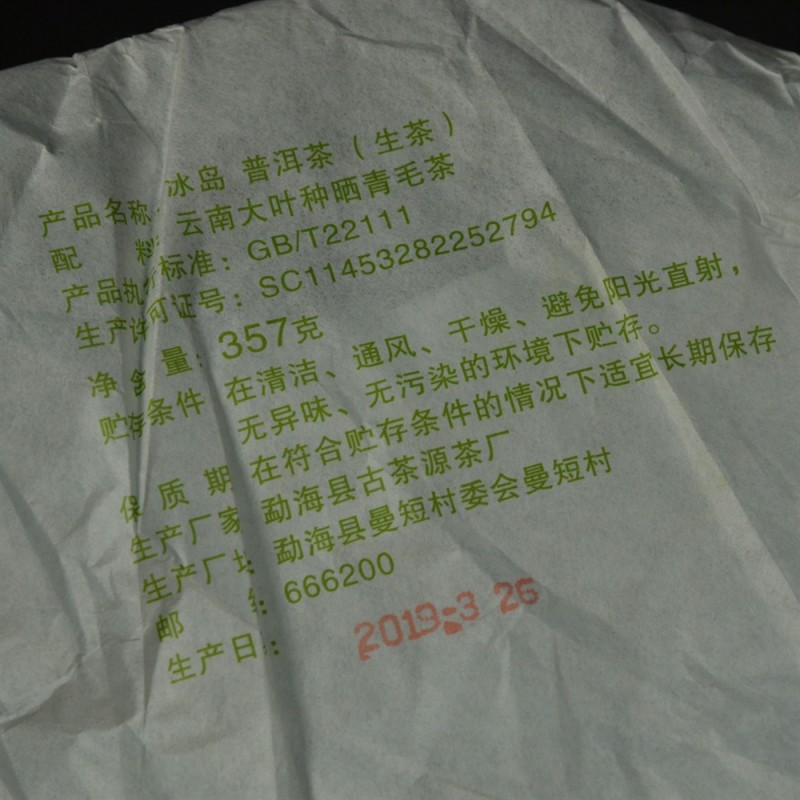 产品名称:冰岛 普洱茶(生茶)
配 料:云南大叶种晒青毛茶
产品执行标准:GB/T22111
生产许可证号:SC11453282252794
净含量:357克
贮存条件 在清洁、通风、干燥、避免阳光直射,
无异味、无污染的环境下贮存。
保质期 在符合贮存条件的情况下适宜长期保存
生产厂家 勐海县古茶源茶厂
生产厂址:勐海县曼短村委会曼短村
邮 编:666200
生产日: 2019.3 26